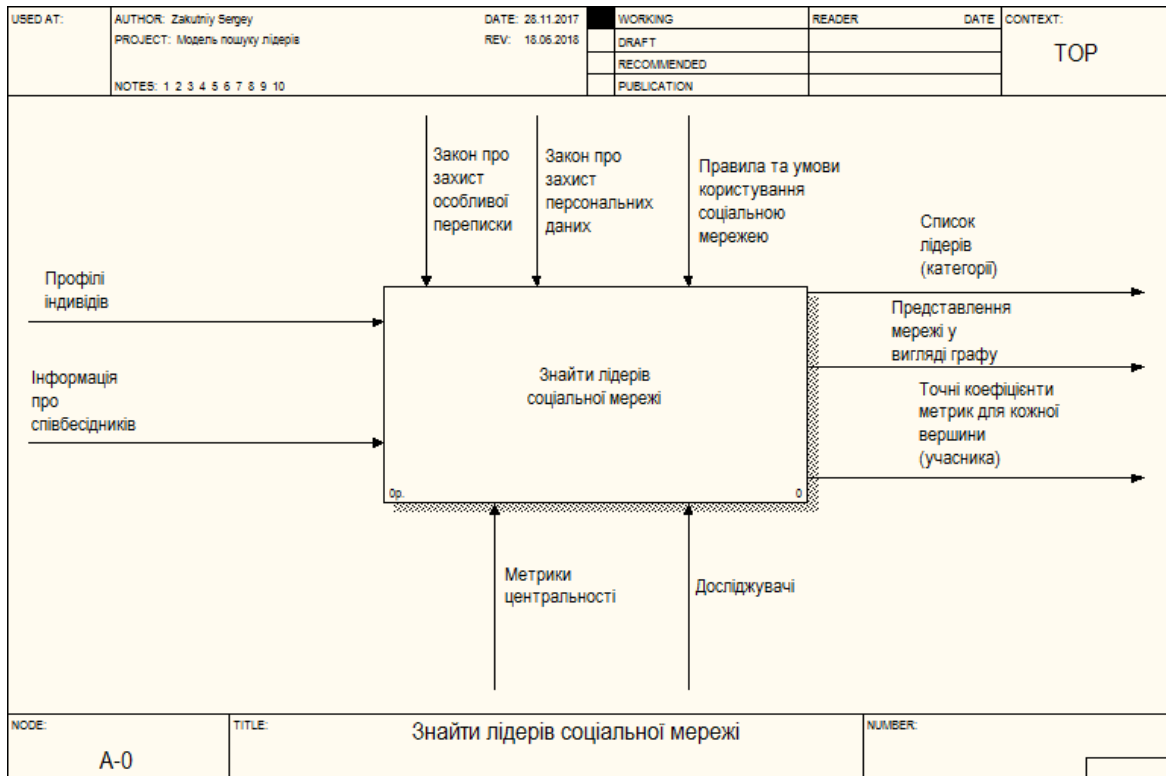 USED AT:
AUTHOR: Zakutniy Sergey
DATE: 28.11.2017
PROJECT: Модель пошуку лідерів
REV: 18.06.2018
NOTES: 1 2 3 4 5 6 7 8 9 10
WORKING
DRAFT
RECOMMENDED
PUBLICATION
READER
DATE
CONTEXT:
TOP
Закон про
захист
особливої
переписки
Закон про
захист
персональних
даних
Правила та умови
користування
соціальною
мережею
Профілі
індивідів
Інформація
про
співбесідників
Знайти лідерів
соціальної мережі
0р.
0
Список
лідерів
(категорії)
Представлення
мережі у
вигляді графу
Точні коефіцієнти
метрик для кожної
вершини
(учасника)
Метрики
центральності
Досліджувачі
NODE:
A-0
TITLE:
Знайти лідерів соціальної мережі
NUMBER: